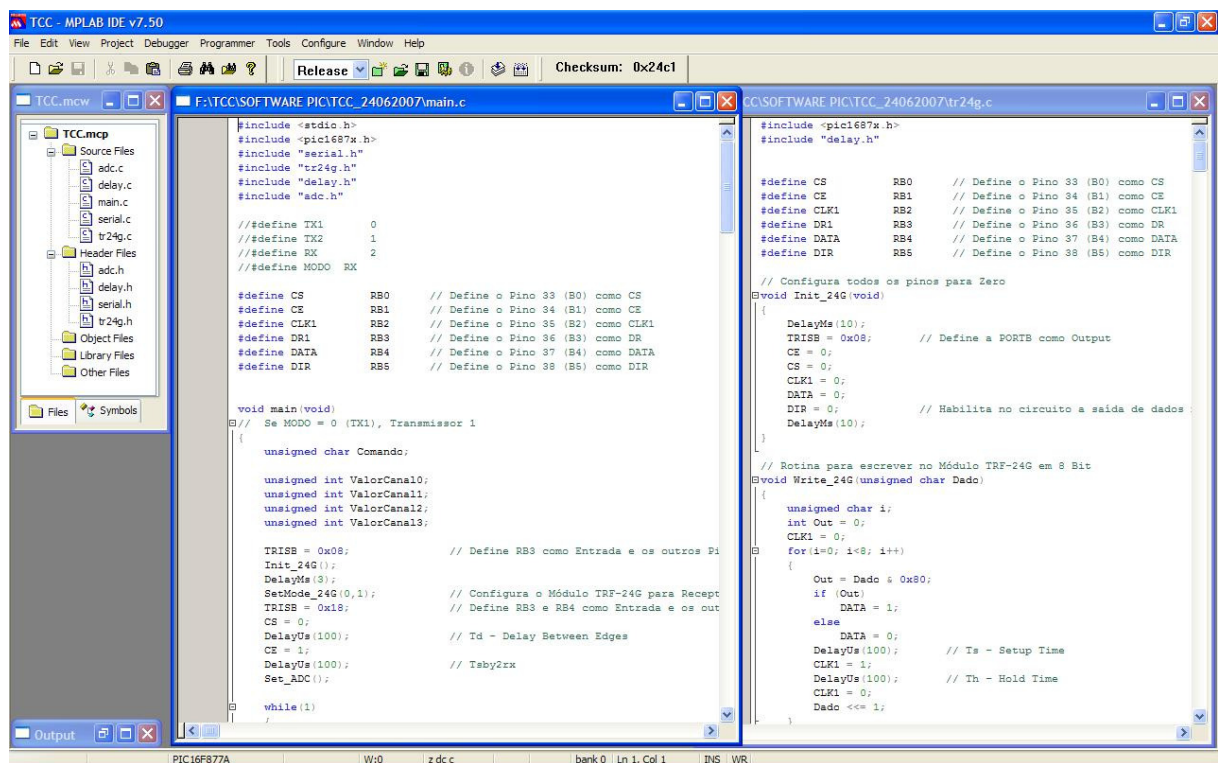 TCC - MPLAB IDE v7.50
File Edit View Project Debugger Programmer Tools Configure Window Help
Release Checksum: 0x24c1
TCC.mcw
TCC.mcp
Source Files
adc.c
delay.c
main.c
serial.c
tr24g.c
Header Files
adc.h
delay.h
serial.h
tr24g.h
Object Files
Library Files
Other Files
Files Symbols
Output
F:\TCC\SOFTWARE PIC\TCC_24062007\main.c
#include <stdio.h>
#include <pic1687x.h>
#include "serial.h"
#include "tr24g.h"
#include "delay.h"
#include "adc.h"
//#define TX1 0
//#define TX2 1
//#define RX 2
//#define MODO RX
#define CS RB0 // Define o Pino 33 (B0) como CS
#define CE RB1 // Define o Pino 34 (B1) como CE
#define CLK1 RB2 // Define o Pino 35 (B2) como CLK1
#define DR1 RB3 // Define o Pino 36 (B3) como DR
#define DATA RB4 // Define o Pino 37 (B4) como DATA
#define DIR RB5 // Define o Pino 38 (B5) como DIR
void main(void)
// Se MODO = 0 (TX1), Transmissor 1
{
unsigned char Comando;
unsigned int ValorCanal0;
unsigned int ValorCanal1;
unsigned int ValorCanal2;
unsigned int ValorCanal3;
TRISB = 0x08; // Define RB3 como Entrada e os outros Pi
Init_24G();
DelayMs(3);
SetMode_24G(0,1); // Configura o Módulo TRF-24G para Recept
TRISB = 0x18; // Define RB3 e RB4 como Entrada e os out
CS = 0;
DelayUs(100); // Td - Delay Between Edges
CE = 1;
DelayUs(100); // Tsby2rx
Set_ADC();
while(1)
CC\SOFTWARE PIC\TCC_24062007\tr24g.c
#include <pic1687x.h>
#include "delay.h"
#define CS RB0 // Define o Pino 33 (B0) como CS
#define CE RB1 // Define o Pino 34 (B1) como CE
#define CLK1 RB2 // Define o Pino 35 (B2) como CLK1
#define DR1 RB3 // Define o Pino 36 (B3) como DR
#define DATA RB4 // Define o Pino 37 (B4) como DATA
#define DIR RB5 // Define o Pino 38 (B5) como DIR
// Configura todos os pinos para Zero
void Init_24G(void)
{
DelayMs(10);
TRISB = 0x08; // Define a PORTB como Output
CE = 0;
CS = 0;
CLK1 = 0;
DATA = 0;
DIR = 0; // Habilita no circuito a saída de dados
DelayMs(10);
}
// Rotina para escrever no Módulo TRF-24G em 8 Bit
void Write_24G(unsigned char Dado)
{
unsigned char i;
int Out = 0;
CLK1 = 0;
for(i=0; i<8; i++)
{
Out = Dado & 0x80;
if (Out)
DATA = 1;
else
DATA = 0;
DelayUs(100); // Ts - Setup Time
CLK1 = 1;
DelayUs(100); // Th - Hold Time
CLK1 = 0;
Dado <<= 1;
}
PIC16F877A W:0 z dc c bank 0 Ln 1, Col 1 INS WR